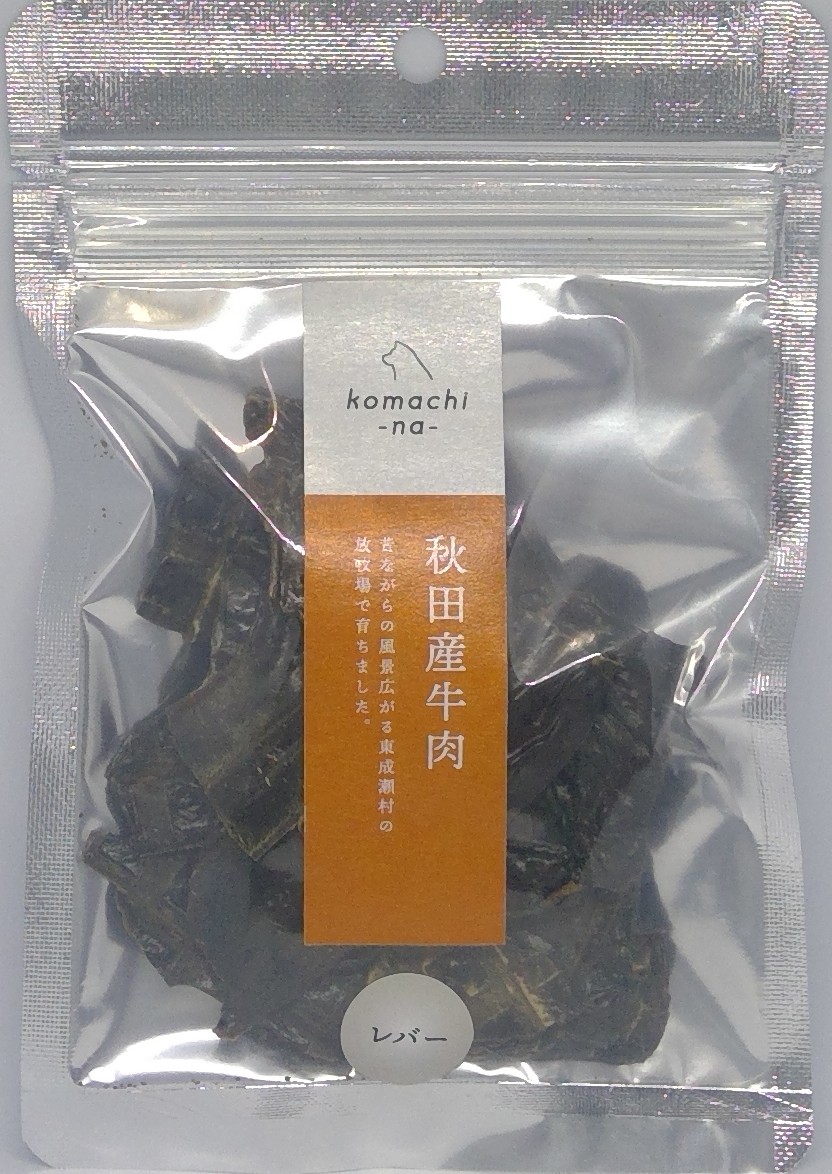 komachi
-na-
秋田産牛肉
昔ながらの風景広がる東成瀬村の
放牧場で育ちました。
レバー